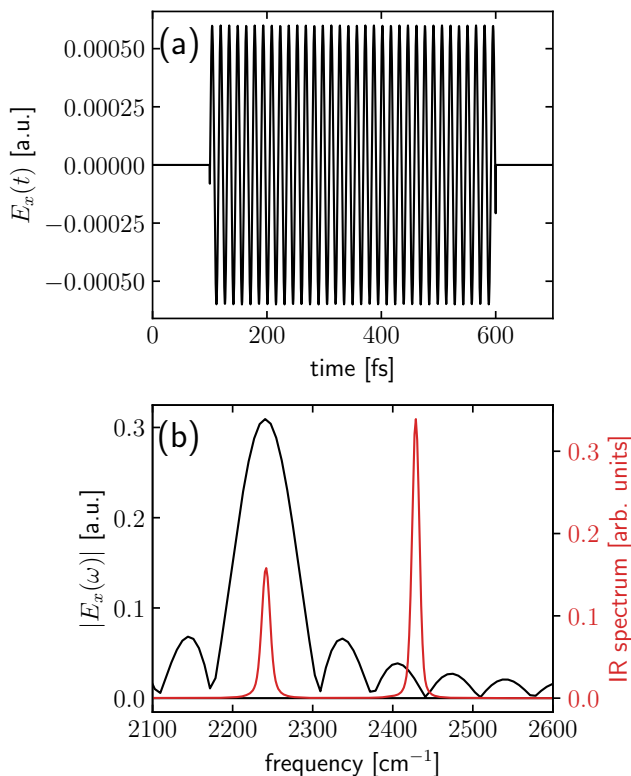 (a)
0.00050
0.00025
0.00000
−0.00025
−0.00050
E_x(t) [a.u.]
0 200 400 600
time [fs]
(b)
0.3
0.2
0.1
0.0
|E_x(ω)| [a.u.]
0.3
0.2
0.1
0.0
IR spectrum [arb. units]
2100 2200 2300 2400 2500 2600
frequency [cm⁻¹]